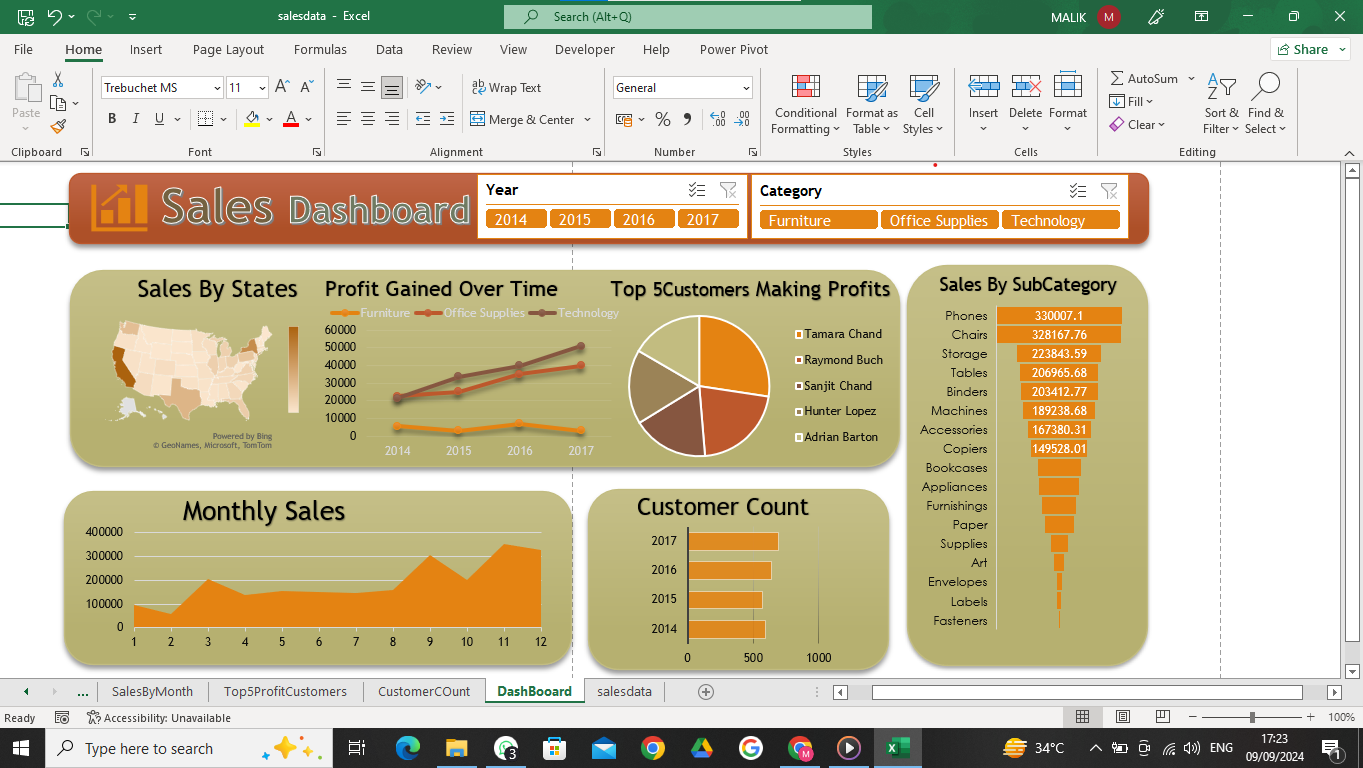 salesdata - Excel
Search (Alt+Q)
MALIK
M
File Home Insert Page Layout Formulas Data Review View Developer Help Power Pivot
Share
Paste
Trebuchet MS 11
B I U
A A
Wrap Text
Merge & Center
General
Conditional Formatting
Format as Table
Cell Styles
Insert
Delete
Format
AutoSum
Fill
Clear
Sort & Filter
Find & Select
Clipboard Font Alignment Number Styles Cells Editing
Sales Dashboard
Year
2014 2015 2016 2017
Category
Furniture Office Supplies Technology
Sales By States
Powered by Bing
© GeoNames, Microsoft, TomTom
Profit Gained Over Time
Furniture Office Supplies Technology
60000
50000
40000
30000
20000
10000
0
2014 2015 2016 2017
Top 5Customers Making Profits
Tamara Chand
Raymond Buch
Sanjit Chand
Hunter Lopez
Adrian Barton
Sales By SubCategory
Phones 330007.1
Chairs 328167.76
Storage 223843.59
Tables 206965.68
Binders 203412.77
Machines 189238.68
Accessories 167380.31
Copiers 149528.01
Bookcases
Appliances
Furnishings
Paper
Supplies
Art
Envelopes
Labels
Fasteners
Monthly Sales
400000
300000
200000
100000
0
1 2 3 4 5 6 7 8 9 10 11 12
Customer Count
2017
2016
2015
2014
0 500 1000
... SalesByMonth Top5ProfitCustomers CustomerCOunt DashBooard salesdata
Ready
Accessibility: Unavailable
100%
Type here to search
3
M
34°C
ENG
17:23
09/09/2024
1